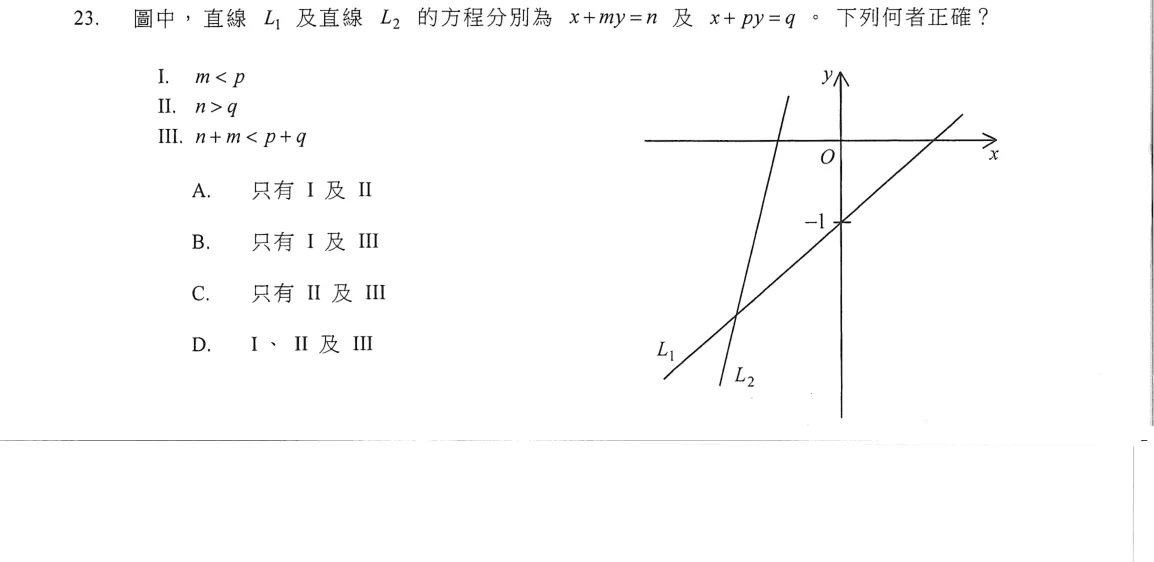 23. 圖中，直線 L₁ 及直線 L₂ 的方程分別為 x+my=n 及 x+py=q 。 下列何者正確？
I. m < p
II. n > q
III. n+m < p+q
A. 只有 I 及 II
B. 只有 I 及 III
C. 只有 II 及 III
D. I、 II 及 III
y
O
x
−1
L₁
L₂